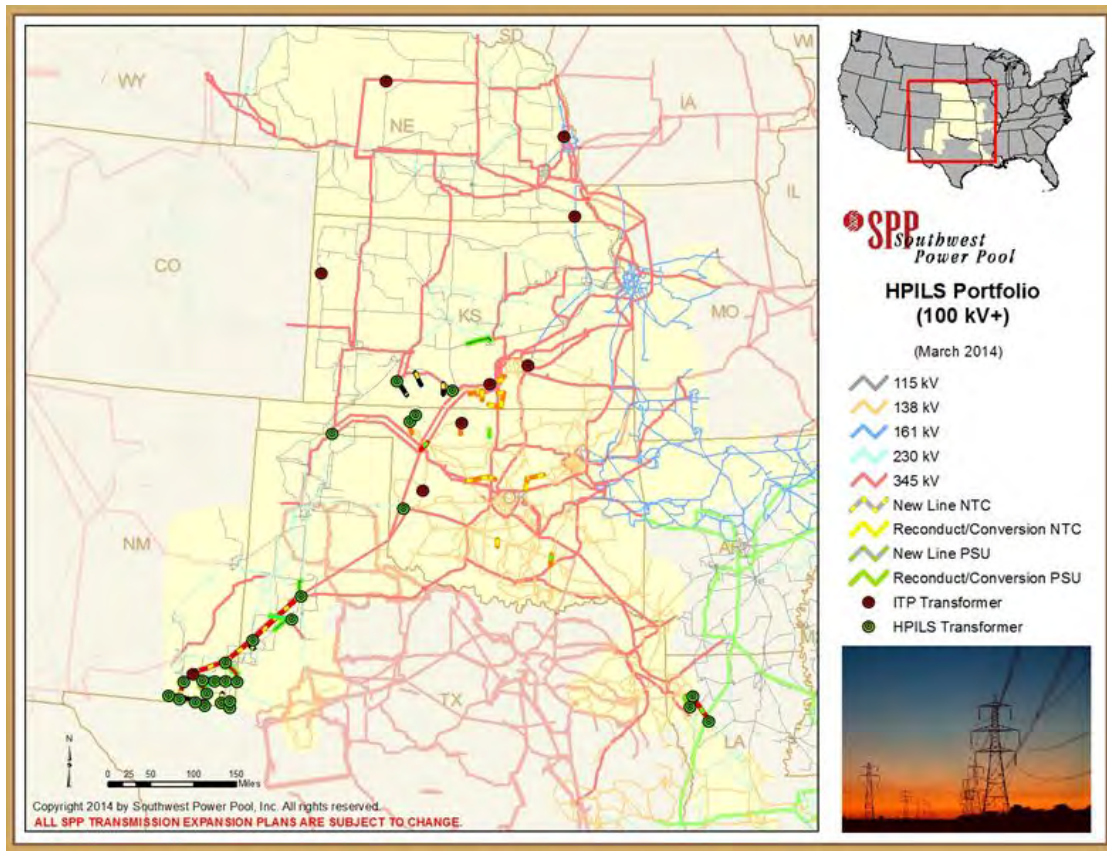 SD
WI
WY
IA
NE
IL
CO
KS
MO
OK
NM
AR
TX
LA
N
0 25 50 100 150
Miles
Copyright 2014 by Southwest Power Pool, Inc. All rights reserved.
ALL SPP TRANSMISSION EXPANSION PLANS ARE SUBJECT TO CHANGE.
SPP Southwest
Power Pool
HPILS Portfolio
(100 kV+)
(March 2014)
115 kV
138 kV
161 kV
230 kV
345 kV
New Line NTC
Reconduct/Conversion NTC
New Line PSU
Reconduct/Conversion PSU
ITP Transformer
HPILS Transformer